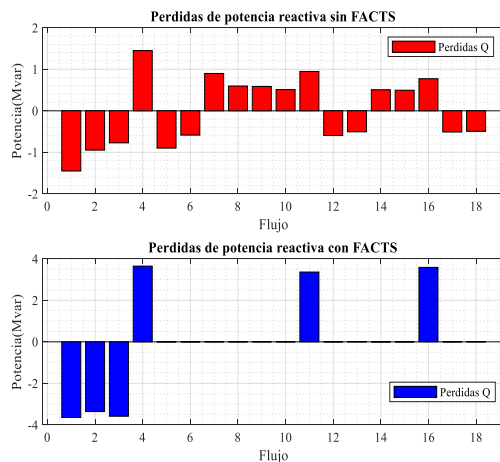 Perdidas de potencia reactiva sin FACTS
2
1
0
-1
-2
Potencia(Mvar)
Perdidas Q
0 2 4 6 8 10 12 14 16 18
Flujo
Perdidas de potencia reactiva con FACTS
4
2
0
-2
-4
Potencia(Mvar)
Perdidas Q
0 2 4 6 8 10 12 14 16 18
Flujo